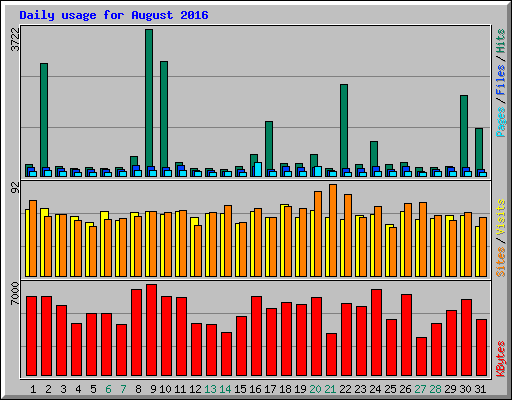 Daily usage for August 2016
3722
92
7000
Pages / Files / Hits
Sites / Visits
KBytes
1 2 3 4 5 6 7 8 9 10 11 12 13 14 15 16 17 18 19 20 21 22 23 24 25 26 27 28 29 30 31